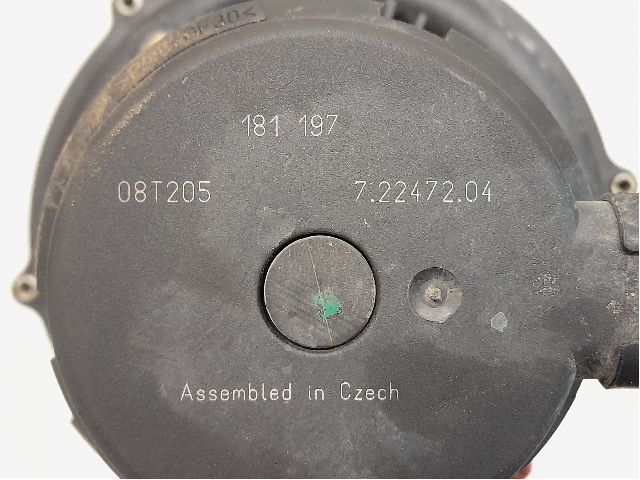 181 197
08T205 7.22472.04
Assembled in Czech